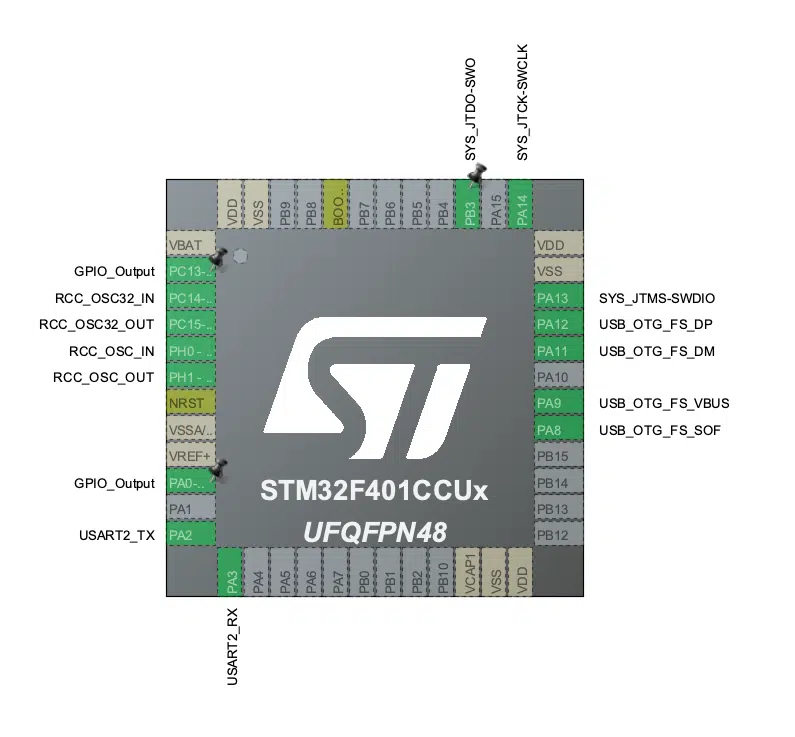 SYS_JTDO-SWO
SYS_JTCK-SWCLK
VDD
VSS
PB9
PB8
BOO..
PB7
PB6
PB5
PB4
PB3
PA15
PA14
VBAT
GPIO_Output PC13-..
RCC_OSC32_IN PC14-..
RCC_OSC32_OUT PC15-..
RCC_OSC_IN PH0 - ..
RCC_OSC_OUT PH1 - ..
NRST
VSSA/..
VREF+
GPIO_Output PA0-..
PA1
USART2_TX PA2
VDD
VSS
PA13 SYS_JTMS-SWDIO
PA12 USB_OTG_FS_DP
PA11 USB_OTG_FS_DM
PA10
PA9 USB_OTG_FS_VBUS
PA8 USB_OTG_FS_SOF
PB15
PB14
PB13
PB12
ST
STM32F401CCUx
UFQFPN48
PA3
PA4
PA5
PA6
PA7
PB0
PB1
PB2
PB10
VCAP1
VSS
VDD
USART2_RX